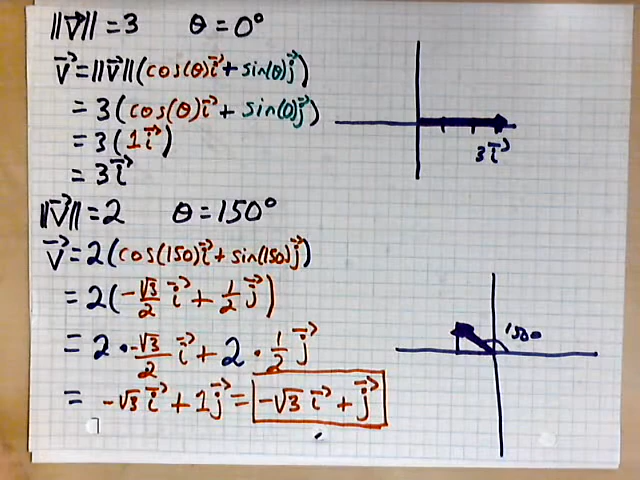 ||v⃗|| = 3 θ = 0°
v⃗ = ||v⃗||(cos(θ)i⃗ + sin(θ)j⃗)
= 3(cos(0)i⃗ + sin(0)j⃗)
= 3(1i⃗)
= 3i⃗
3i⃗
||v⃗|| = 2 θ = 150°
v⃗ = 2(cos(150)i⃗ + sin(150)j⃗)
= 2(-√3/2 i⃗ + 1/2 j⃗)
= 2 · -√3/2 i⃗ + 2 · 1/2 j⃗
= -√3 i⃗ + 1j⃗ = -√3 i⃗ + j⃗
150